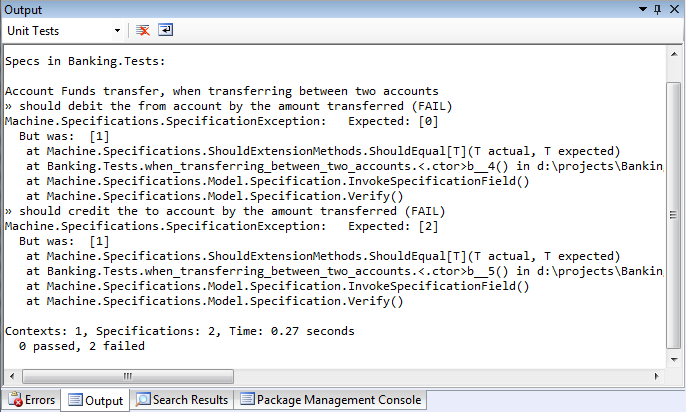 Output
Unit Tests
Specs in Banking.Tests:
Account Funds transfer, when transferring between two accounts
» should debit the from account by the amount transferred (FAIL)
Machine.Specifications.SpecificationException:   Expected: [0]
  But was:  [1]
   at Machine.Specifications.ShouldExtensionMethods.ShouldEqual[T](T actual, T expected)
   at Banking.Tests.when_transferring_between_two_accounts.<.ctor>b__4() in d:\projects\Bankin
   at Machine.Specifications.Model.Specification.InvokeSpecificationField()
   at Machine.Specifications.Model.Specification.Verify()
» should credit the to account by the amount transferred (FAIL)
Machine.Specifications.SpecificationException:   Expected: [2]
  But was:  [1]
   at Machine.Specifications.ShouldExtensionMethods.ShouldEqual[T](T actual, T expected)
   at Banking.Tests.when_transferring_between_two_accounts.<.ctor>b__5() in d:\projects\Bankin
   at Machine.Specifications.Model.Specification.InvokeSpecificationField()
   at Machine.Specifications.Model.Specification.Verify()
Contexts: 1, Specifications: 2, Time: 0.27 seconds
  0 passed, 2 failed
Errors Output Search Results Package Management Console